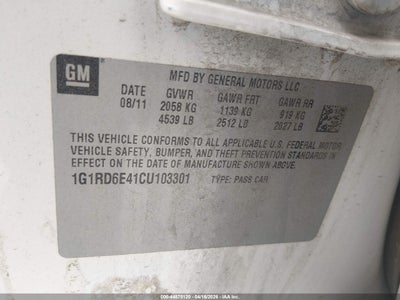 GM
MFD BY GENERAL MOTORS LLC
DATE GVWR GAWR FRT GAWR RR
08/11 2058 KG 1139 KG 919 KG
4539 LB 2512 LB 2027 LB
THIS VEHICLE CONFORMS TO ALL APPLICABLE U.S. FEDERAL MOTOR
VEHICLE SAFETY, BUMPER, AND THEFT PREVENTION STANDARDS
IN EFFECT ON THE DATE OF MANUFACTURE SHOWN ABOVE.
1G1RD6E41CU103301 TYPE: PASS CAR